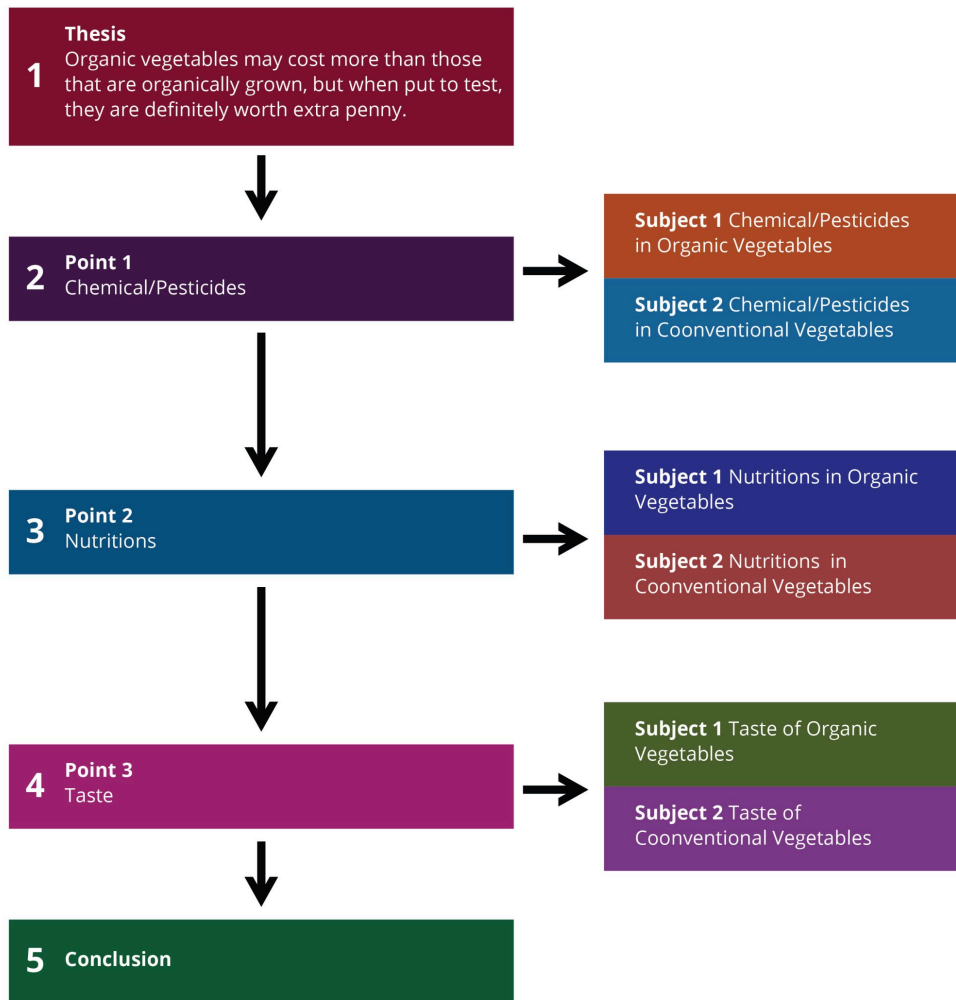 1
Thesis
Organic vegetables may cost more than those
that are organically grown, but when put to test,
they are definitely worth extra penny.
2
Point 1
Chemical/Pesticides
Subject 1 Chemical/Pesticides
in Organic Vegetables
Subject 2 Chemical/Pesticides
in Coonventional Vegetables
3
Point 2
Nutritions
Subject 1 Nutritions in Organic
Vegetables
Subject 2 Nutritions in
Coonventional Vegetables
4
Point 3
Taste
Subject 1 Taste of Organic
Vegetables
Subject 2 Taste of
Coonventional Vegetables
5
Conclusion